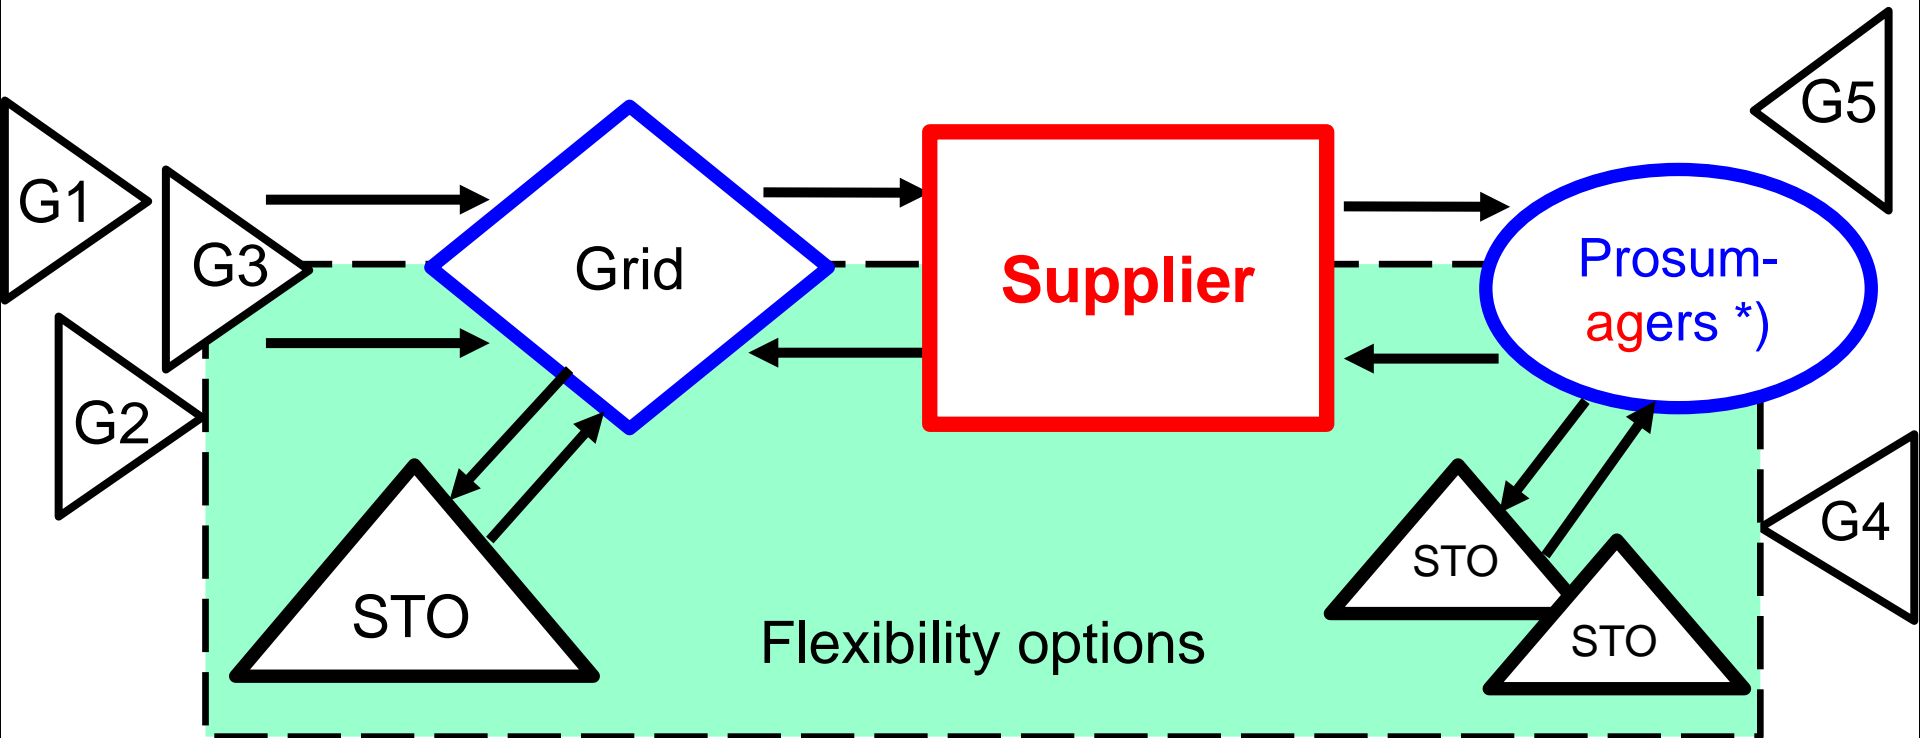 G1
G3
G2
Grid
Supplier
Prosum-
agers *)
G5
G4
STO
STO
STO
Flexibility options